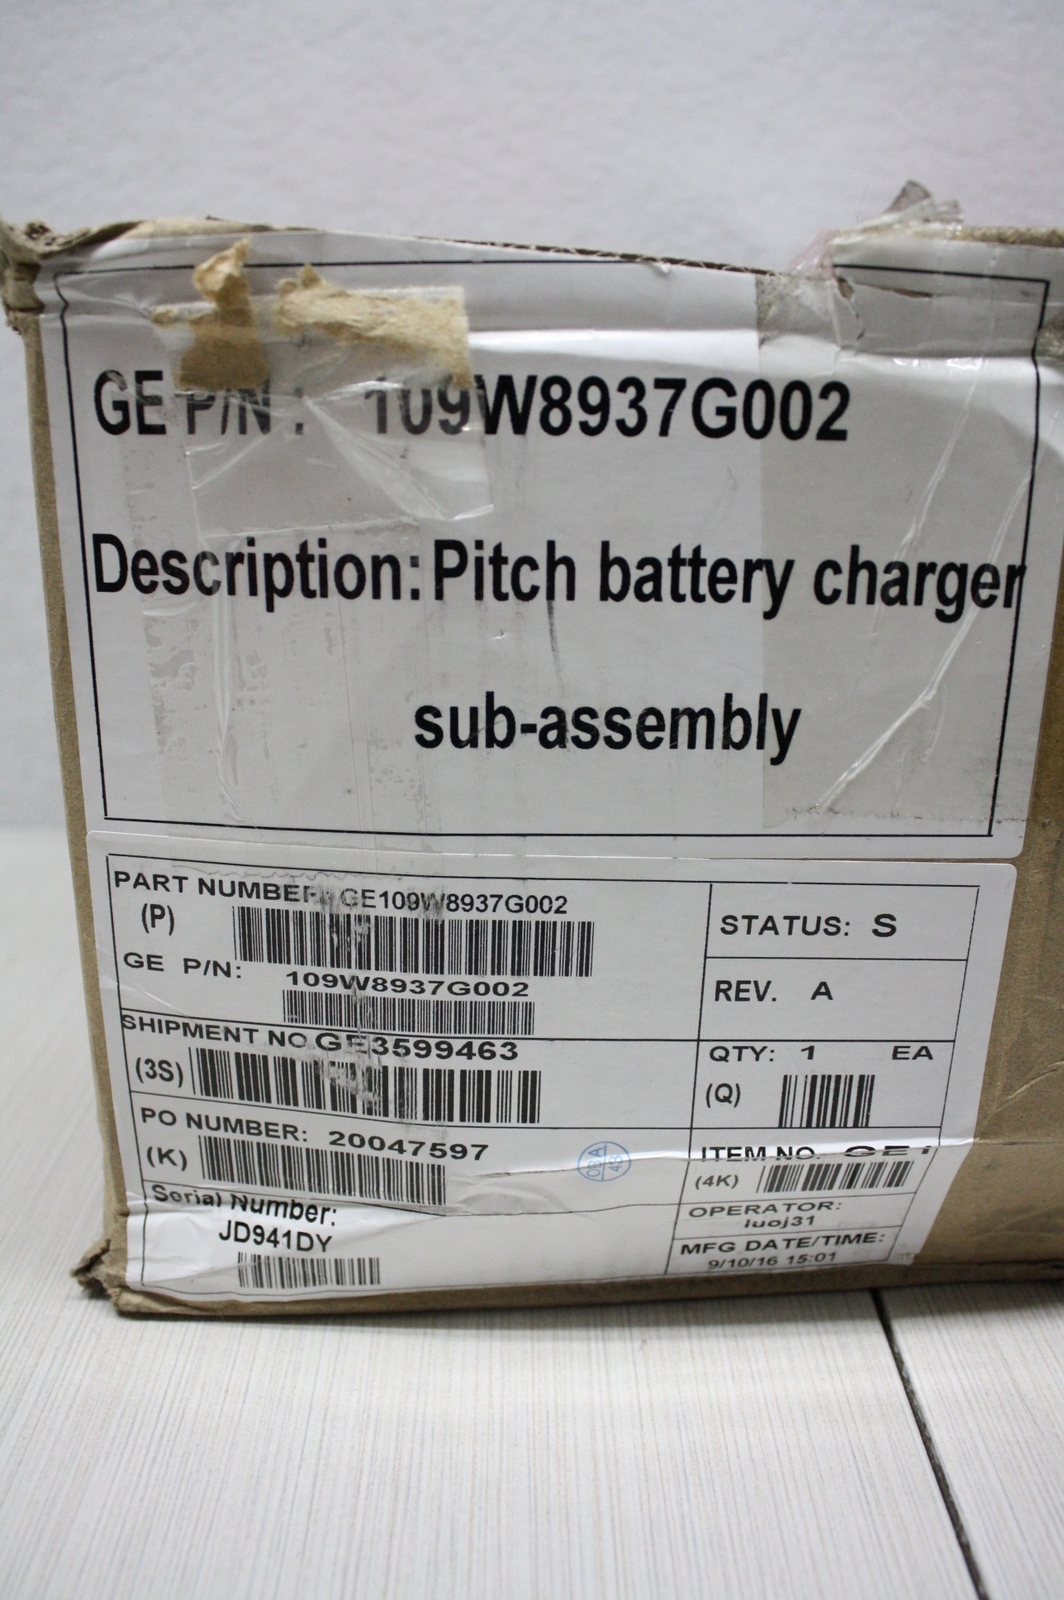 GE P/N : 109W8937G002
Description: Pitch battery charger
sub-assembly
PART NUMBER: GE109W8937G002
(P)
GE P/N:
109W8937G002
SHIPMENT NO GE3599463
(3S)
PO NUMBER: 20047597
(K)
Serial Number:
JD941DY
STATUS: S
REV. A
QTY: 1 EA
(Q)
ITEM NO. GE1
(4K)
OPERATOR:
luoj31
MFG DATE/TIME:
9/10/16 15:01